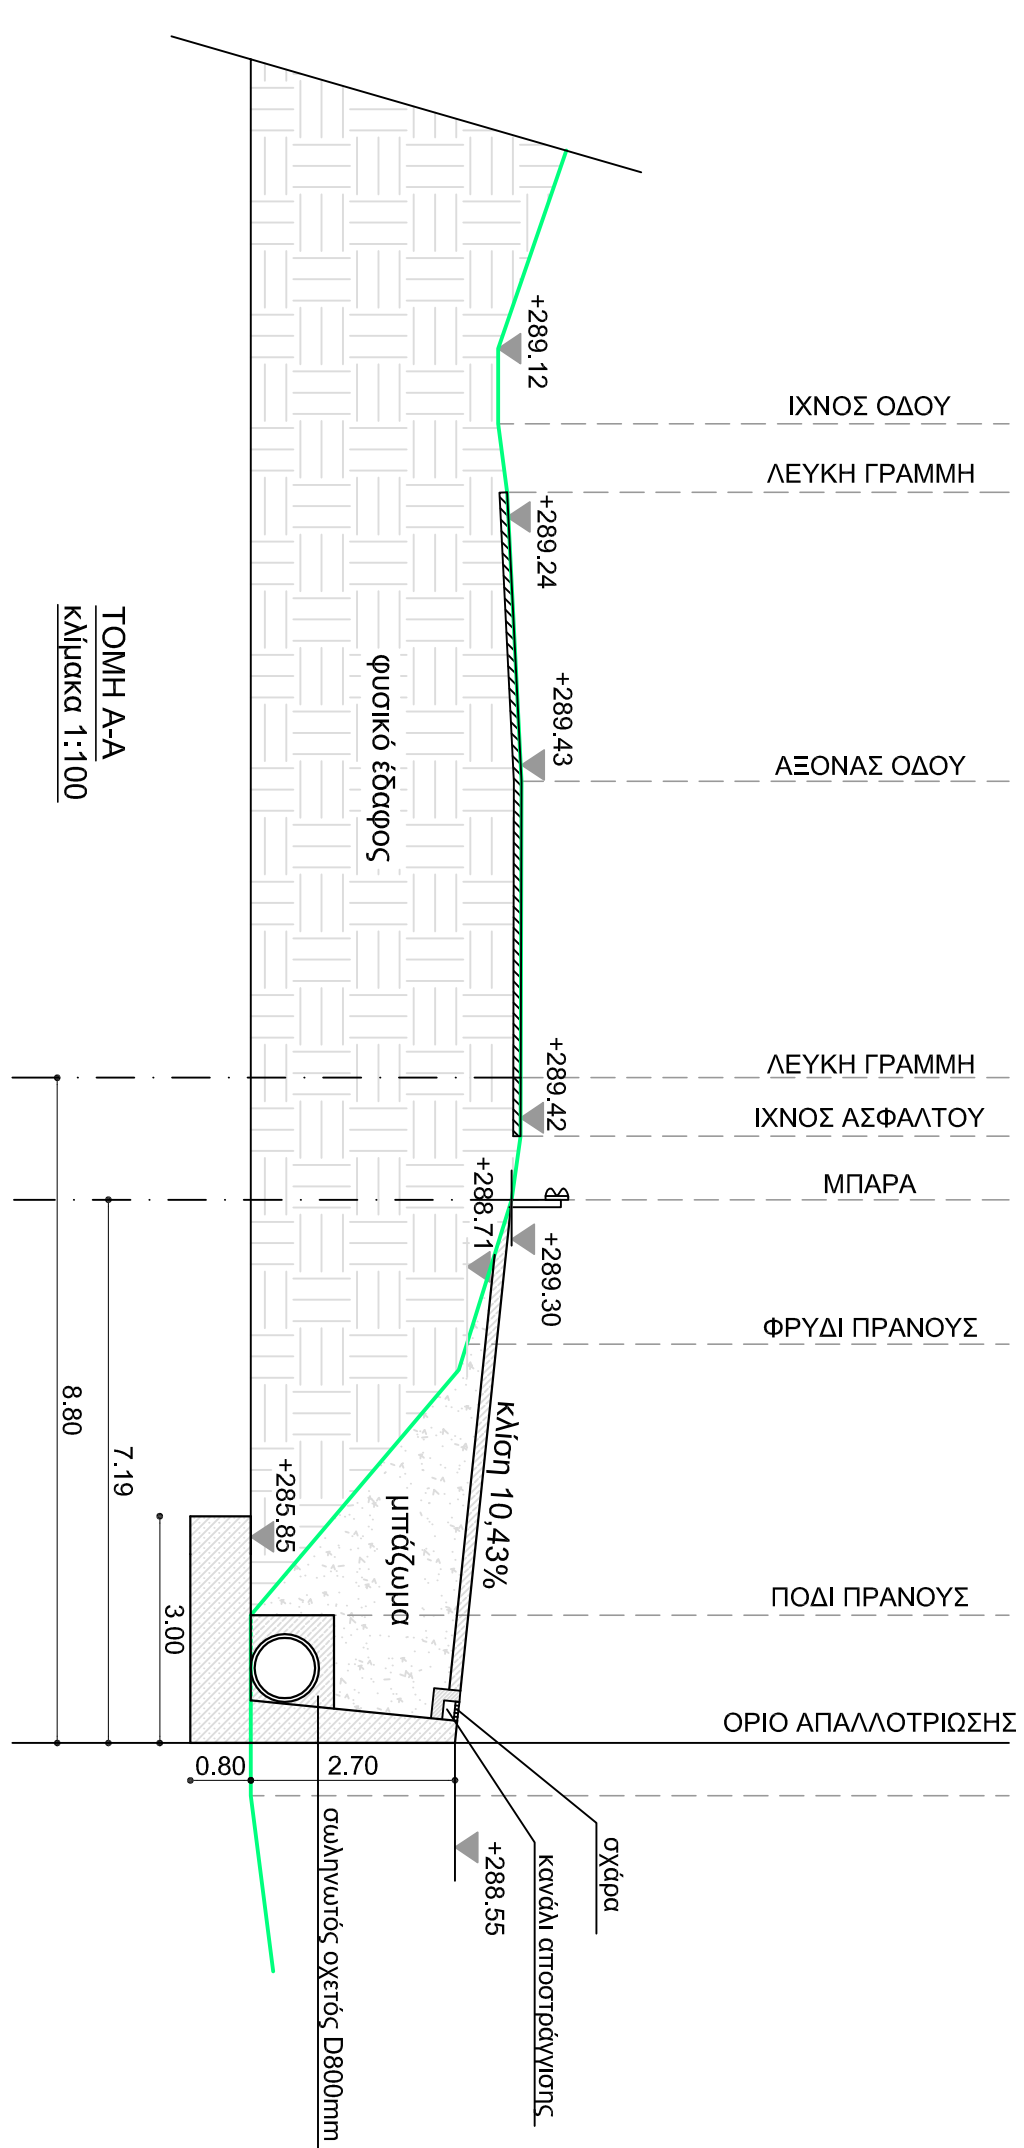 ΙΧΝΟΣ ΟΔΟΥ
ΛΕΥΚΗ ΓΡΑΜΜΗ
ΑΞΟΝΑΣ ΟΔΟΥ
ΛΕΥΚΗ ΓΡΑΜΜΗ
ΙΧΝΟΣ ΑΣΦΑΛΤΟΥ
ΜΠΑΡΑ
ΦΡΥΔΙ ΠΡΑΝΟΥΣ
ΠΟΔΙ ΠΡΑΝΟΥΣ
ΟΡΙΟ ΑΠΑΛΛΟΤΡΙΩΣΗΣ
+289.12
+289.24
+289.43
+289.42
+288.71
+289.30
κλίση 10,43%
φυσικό έδαφος
μπάζωμα
+285.85
+288.55
σχάρα
κανάλι αποστράγγισης
σωληνωτός οχετός D800mm
0.80
2.70
3.00
7.19
8.80
ΤΟΜΗ Α-Α
κλίμακα 1:100